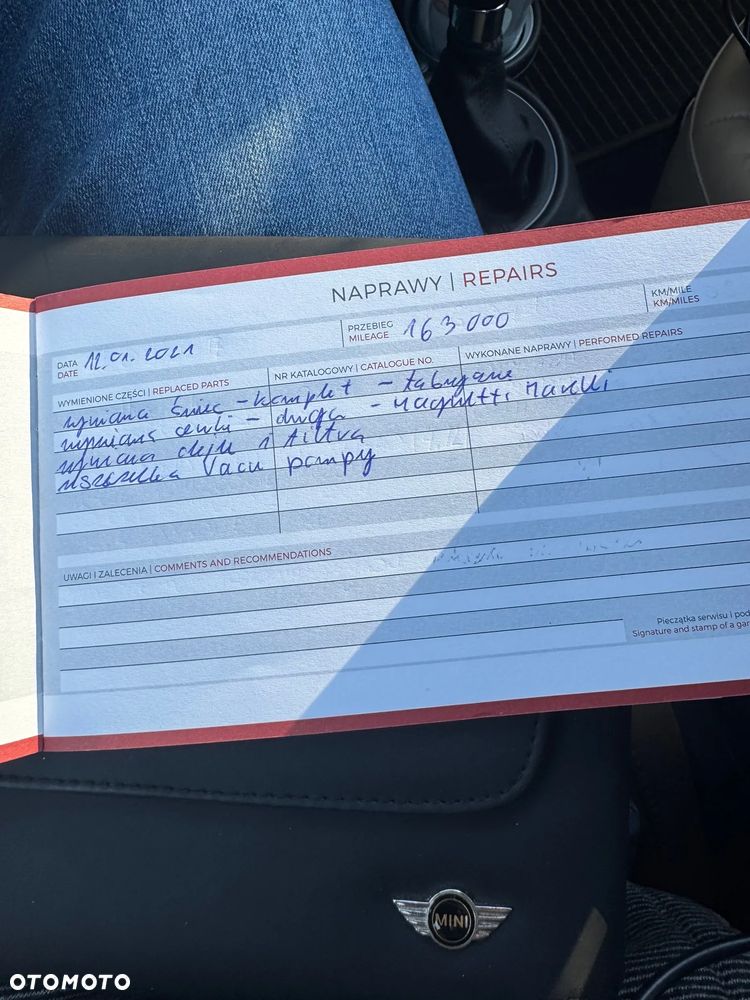 NAPRAWY | REPAIRS
DATA
DATE
12.01.2021
PRZEBIEG
MILEAGE
163.000
KM/MILE
KM/MILES
WYMIENIONE CZĘŚCI | REPLACED PARTS
NR KATALOGOWY | CATALOGUE NO.
WYKONANE NAPRAWY | PERFORMED REPAIRS
wymiana świec - komplet -
wymiana cewki - druga - Magnetti Marelli
wymiana oleju i filtra
uszczelka Vacu pompy
UWAGI I ZALECENIA | COMMENTS AND RECOMMENDATIONS
Pieczątka serwisu i pod
Signature and stamp of a gar
MINI
OTOMOTO